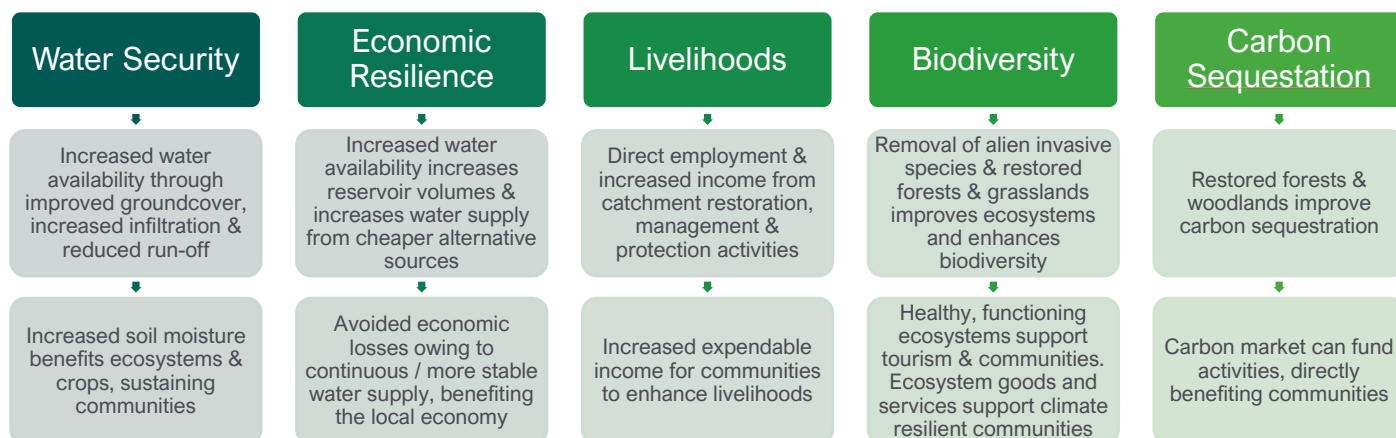 Water Security
Increased water
availability through
improved groundcover,
increased infiltration &
reduced run-off
Increased soil moisture
benefits ecosystems &
crops, sustaining
communities
Economic
Resilience
Increased water
availability increases
reservoir volumes &
increases water supply
from cheaper alternative
sources
Avoided economic
losses owing to
continuous / more stable
water supply, benefiting
the local economy
Livelihoods
Direct employment &
increased income from
catchment restoration,
management &
protection activities
Increased expendable
income for communities
to enhance livelihoods
Biodiversity
Removal of alien invasive
species & restored
forests & grasslands
improves ecosystems
and enhances
biodiversity
Healthy, functioning
ecosystems support
tourism & communities.
Ecosystem goods and
services support climate
resilient communities
Carbon
Sequestation
Restored forests &
woodlands improve
carbon sequestration
Carbon market can fund
activities, directly
benefiting communities